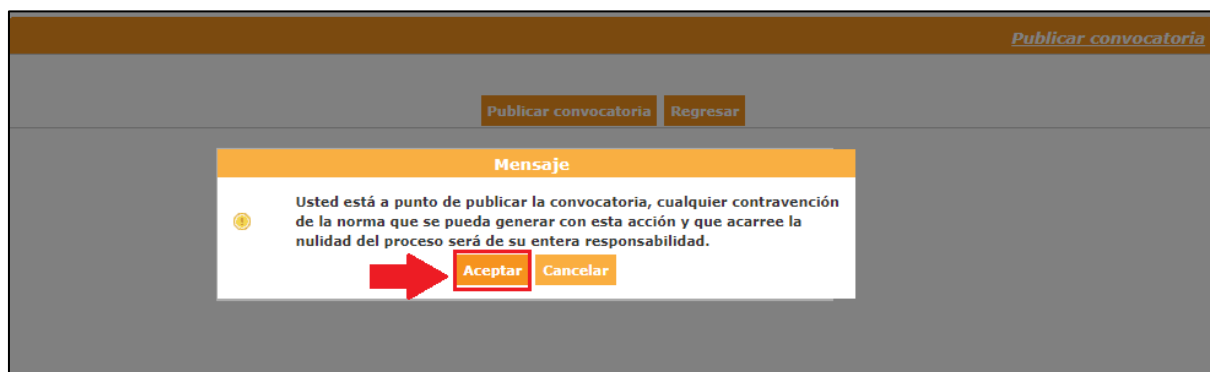 Publicar convocatoria
Publicar convocatoria Regresar
Mensaje
Usted está a punto de publicar la convocatoria, cualquier contravención
de la norma que se pueda generar con esta acción y que acarree la
nulidad del proceso será de su entera responsabilidad.
Aceptar Cancelar